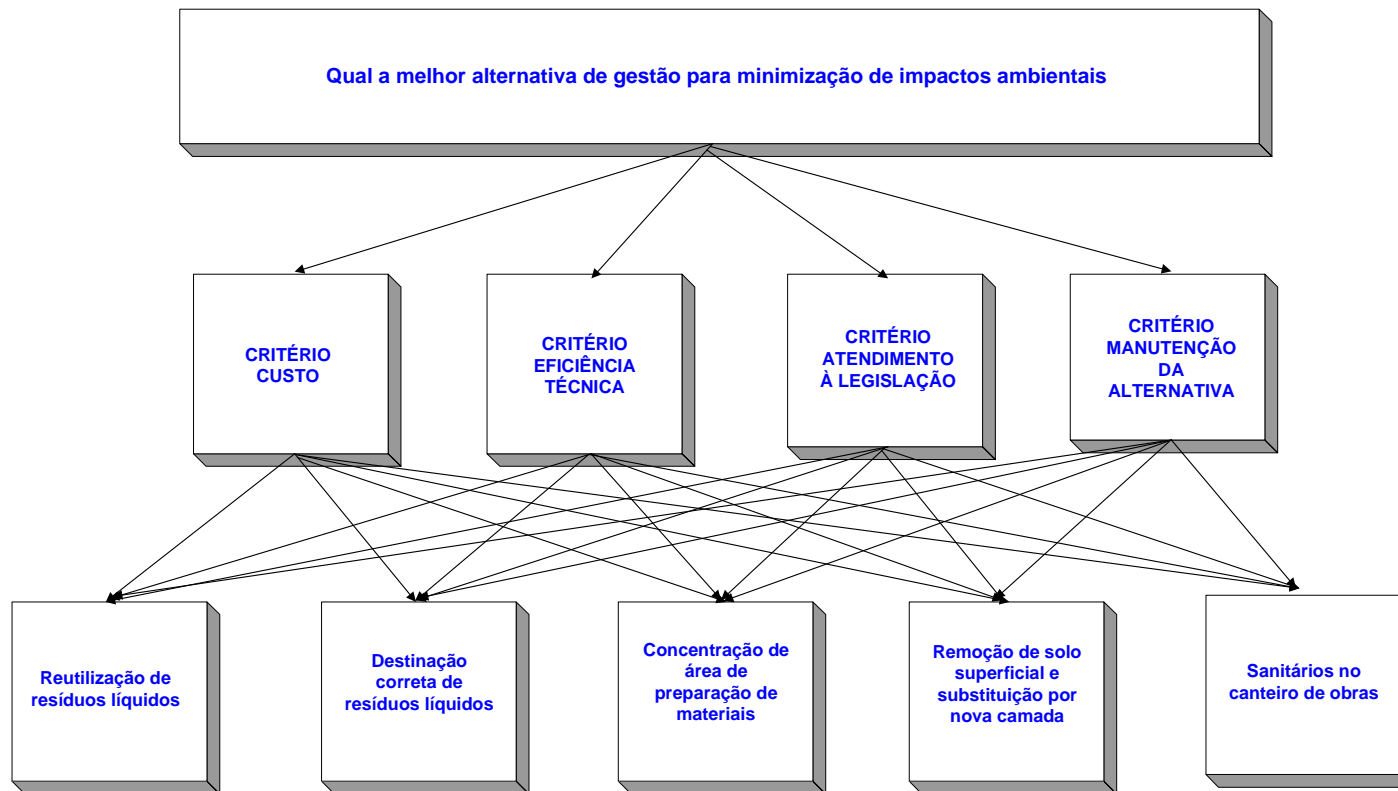 Qual a melhor alternativa de gestão para minimização de impactos ambientais
CRITÉRIO
CUSTO
CRITÉRIO
EFICIÊNCIA
TÉCNICA
CRITÉRIO
ATENDIMENTO
À LEGISLAÇÃO
CRITÉRIO
MANUTENÇÃO
DA
ALTERNATIVA
Reutilização de
resíduos líquidos
Destinação
correta de
resíduos líquidos
Concentração de
área de
preparação de
materiais
Remoção de solo
superficial e
substituição por
nova camada
Sanitários no
canteiro de obras